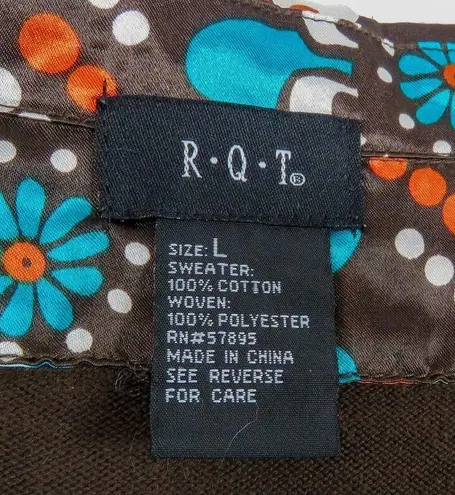 R·Q·T®
SIZE: L
SWEATER:
100% COTTON
WOVEN:
100% POLYESTER
RN#57895
MADE IN CHINA
SEE REVERSE
FOR CARE